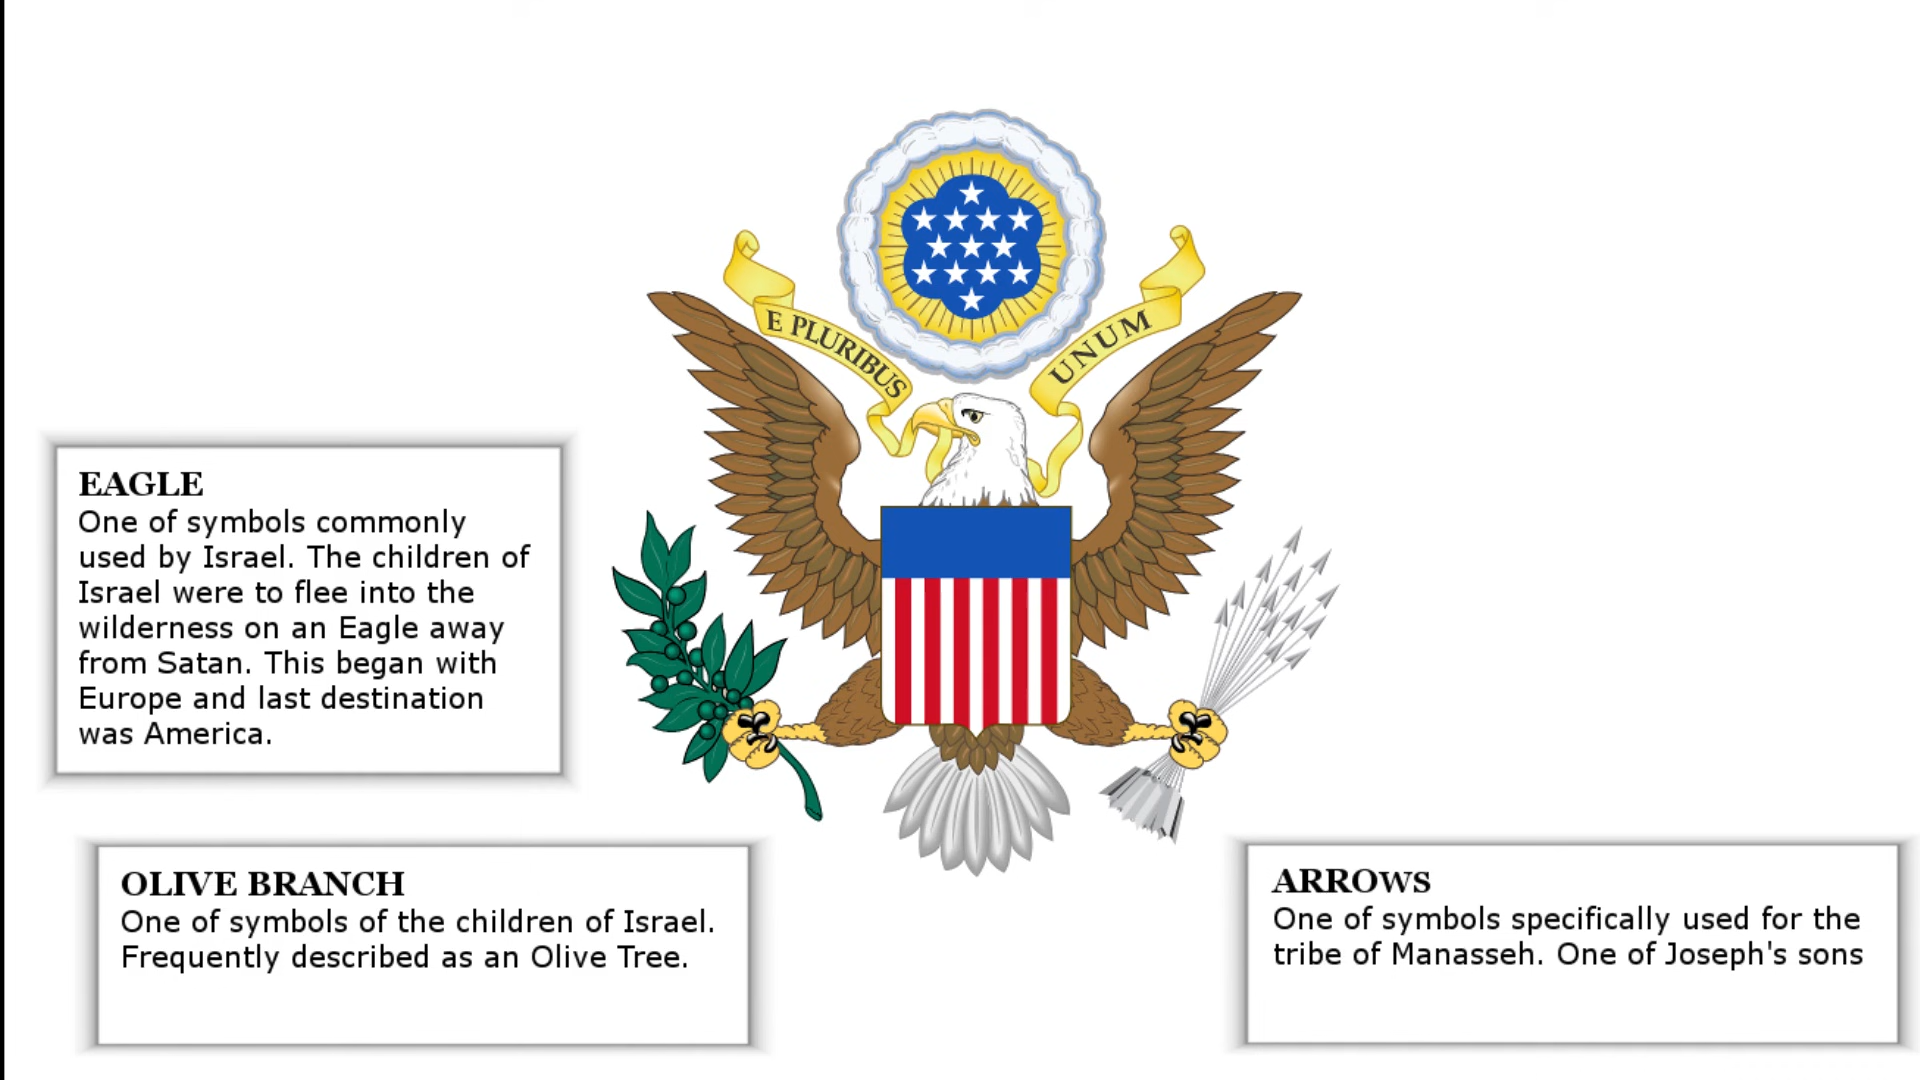 E PLURIBUS UNUM
EAGLE
One of symbols commonly
used by Israel. The children of
Israel were to flee into the
wilderness on an Eagle away
from Satan. This began with
Europe and last destination
was America.
OLIVE BRANCH
One of symbols of the children of Israel.
Frequently described as an Olive Tree.
ARROWS
One of symbols specifically used for the
tribe of Manasseh. One of Joseph's sons